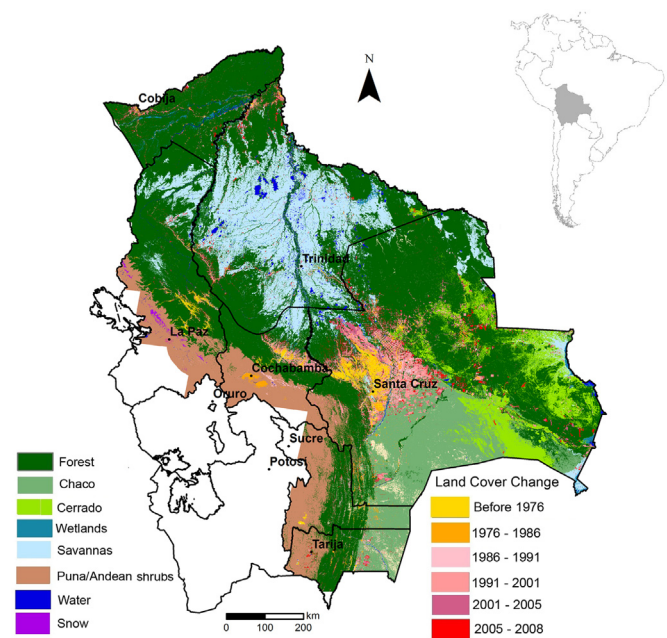 N
Cobija
Trinidad
La Paz
Cochabamba
Santa Cruz
Oruro
Sucre
Potosi
Tarija
Forest
Chaco
Cerrado
Wetlands
Savannas
Puna/Andean shrubs
Water
Snow
Land Cover Change
Before 1976
1976 - 1986
1986 - 1991
1991 - 2001
2001 - 2005
2005 - 2008
km
0 100 200